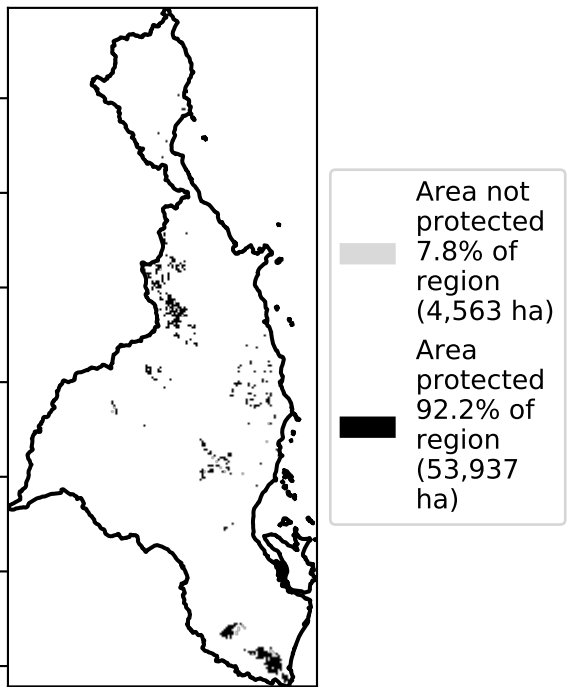 Area not
protected
7.8% of
region
(4,563 ha)
Area
protected
92.2% of
region
(53,937
ha)